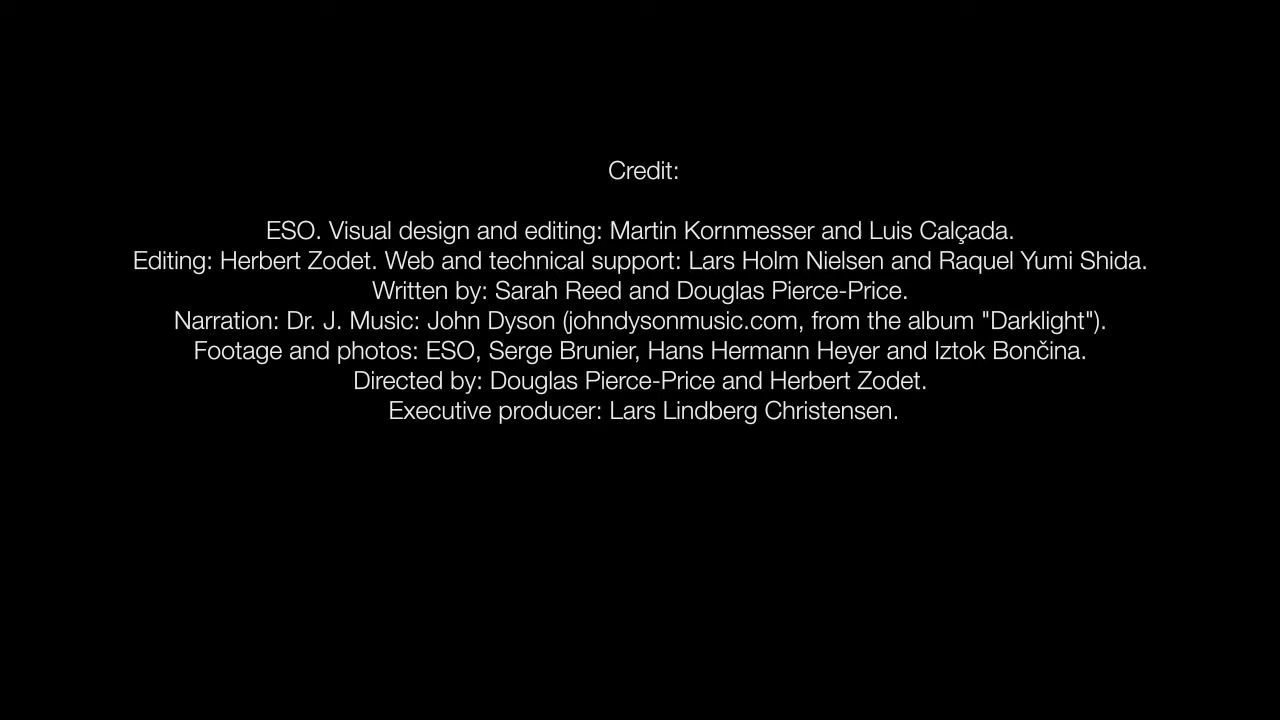 Credit:
ESO. Visual design and editing: Martin Kornmesser and Luis Calçada.
Editing: Herbert Zodet. Web and technical support: Lars Holm Nielsen and Raquel Yumi Shida.
Written by: Sarah Reed and Douglas Pierce-Price.
Narration: Dr. J. Music: John Dyson (johndysonmusic.com, from the album "Darklight").
Footage and photos: ESO, Serge Brunier, Hans Hermann Heyer and Iztok Bončina.
Directed by: Douglas Pierce-Price and Herbert Zodet.
Executive producer: Lars Lindberg Christensen.